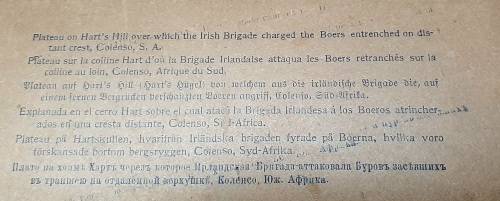 Plateau on Hart's Hill over which the Irish Brigade charged the Boers entrenched on dis-
tant crest, Colenso, S. A.
Plateau sur la colline Hart d'où la Brigade Irlandaise attaqua les Boers retranchés sur la
colline au loin, Colenso, Afrique du Sud.
Plateau auf Hart's Hill (Hart's Hügel) von welchem aus die irländische Brigade die, auf
einem fernen Bergrücken verschanzten Boeren angriff, Colenso, Süd-Afrika.
Explanada en el cerro Hart sobre el cual atacó la Brigada Irlandesa á los Boeros atrincher-
ados en una cresta distante, Colenso, Sud-Africa.
Plateau på Hartskullen, hvarifrån Irländska brigaden fyrade på Boerna, hvilka voro
förskansade bortom bergsryggen, Colenso, Syd-Afrika.
Плато на холмѣ Хартъ черезъ которое Ирландская Бригада аттаковала Буровъ засѣвшихъ
въ траншею на отдаленной верхушкѣ, Коленсо, Юж. Африка.